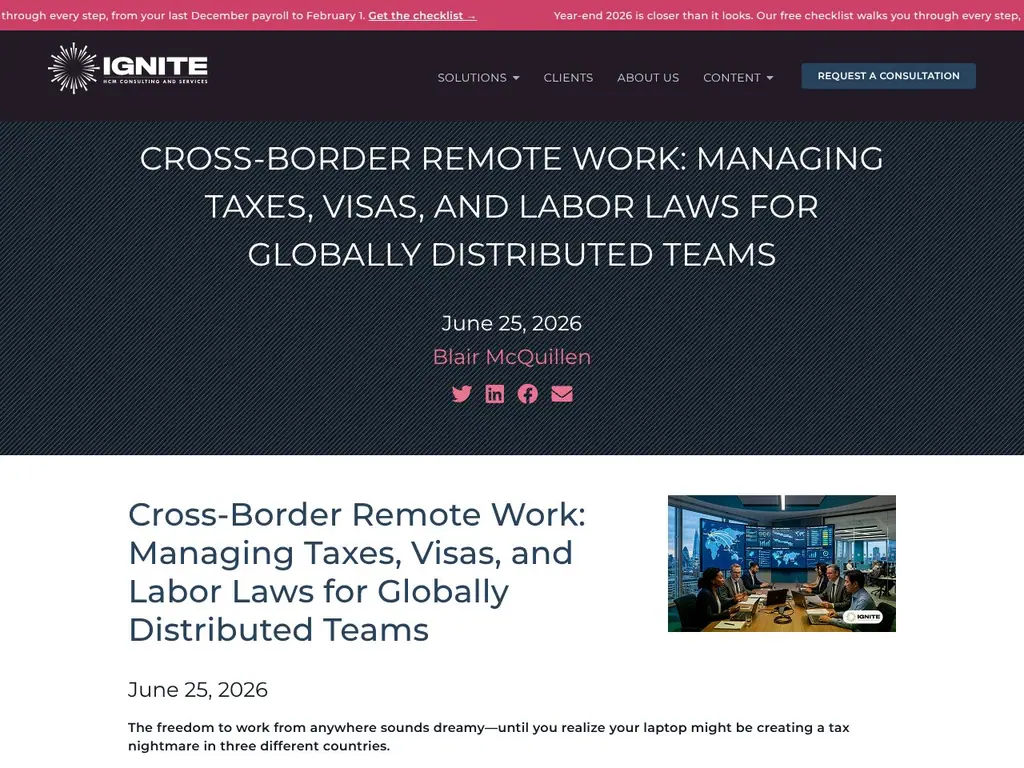 through every step, from your last December payroll to February 1. Get the checklist →
Year-end 2026 is closer than it looks. Our free checklist walks you through every step,
IGNITE
HCM CONSULTING AND SERVICES
SOLUTIONS
CLIENTS
ABOUT US
CONTENT
REQUEST A CONSULTATION
CROSS-BORDER REMOTE WORK: MANAGING
TAXES, VISAS, AND LABOR LAWS FOR
GLOBALLY DISTRIBUTED TEAMS
June 25, 2026
Blair McQuillen
Cross-Border Remote Work:
Managing Taxes, Visas, and
Labor Laws for Globally
Distributed Teams
IGNITE
June 25, 2026
The freedom to work from anywhere sounds dreamy—until you realize your laptop might be creating a tax
nightmare in three different countries.